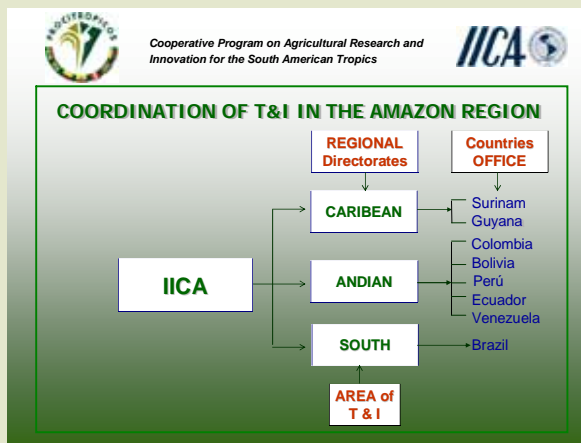 PROCITROPICOS
Cooperative Program on Agricultural Research and
Innovation for the South American Tropics
IICA
COORDINATION OF T&I IN THE AMAZON REGION
REGIONAL
Directorates
Countries
OFFICE
CARIBEAN
Surinam
Guyana
IICA
ANDIAN
Colombia
Bolivia
Perú
Ecuador
Venezuela
SOUTH
Brazil
AREA of
T & I